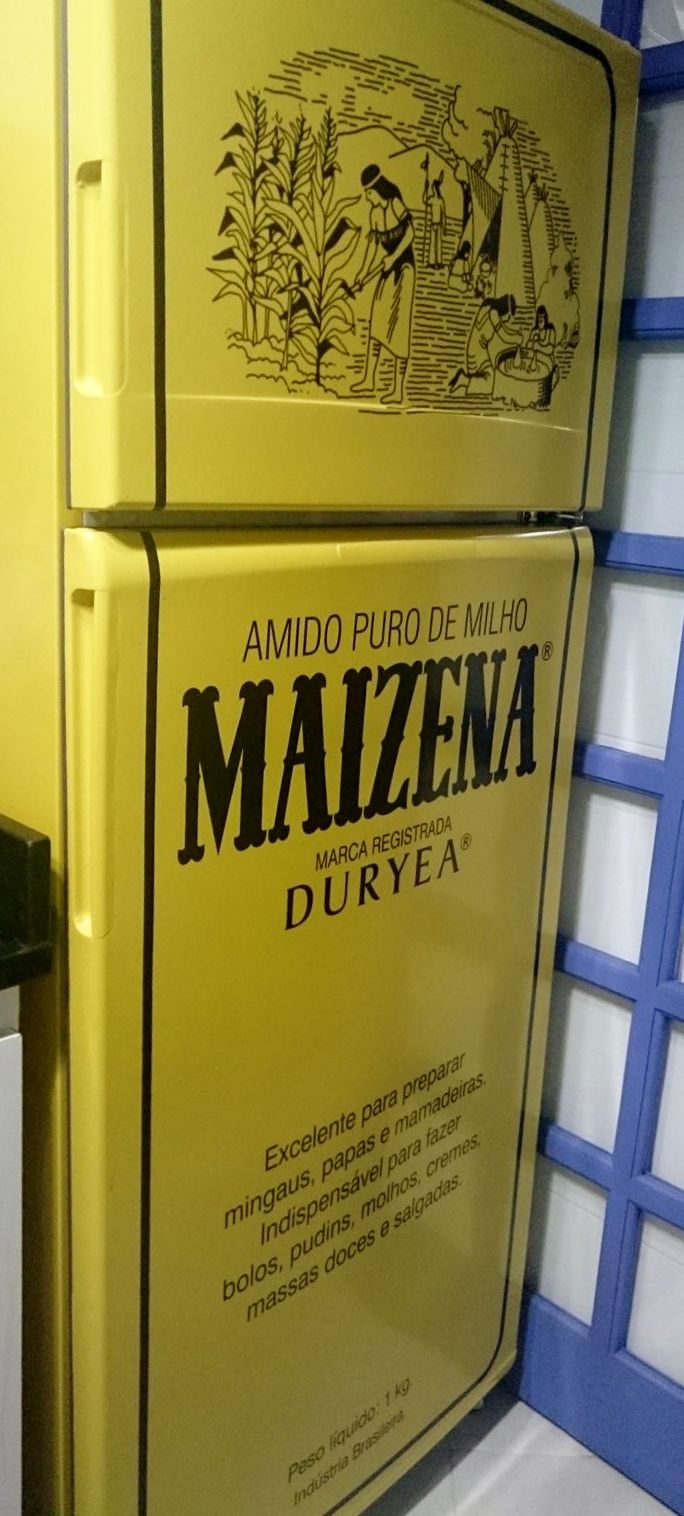 AMIDO PURO DE MILHO
MAIZENA®
MARCA REGISTRADA
DURYEA®
Excelente para preparar
mingaus, papas e mamadeiras.
Indispensável para fazer
bolos, pudins, molhos, cremes,
massas doces e salgadas.
Peso líquido: 1 kg.
Indústria Brasileira